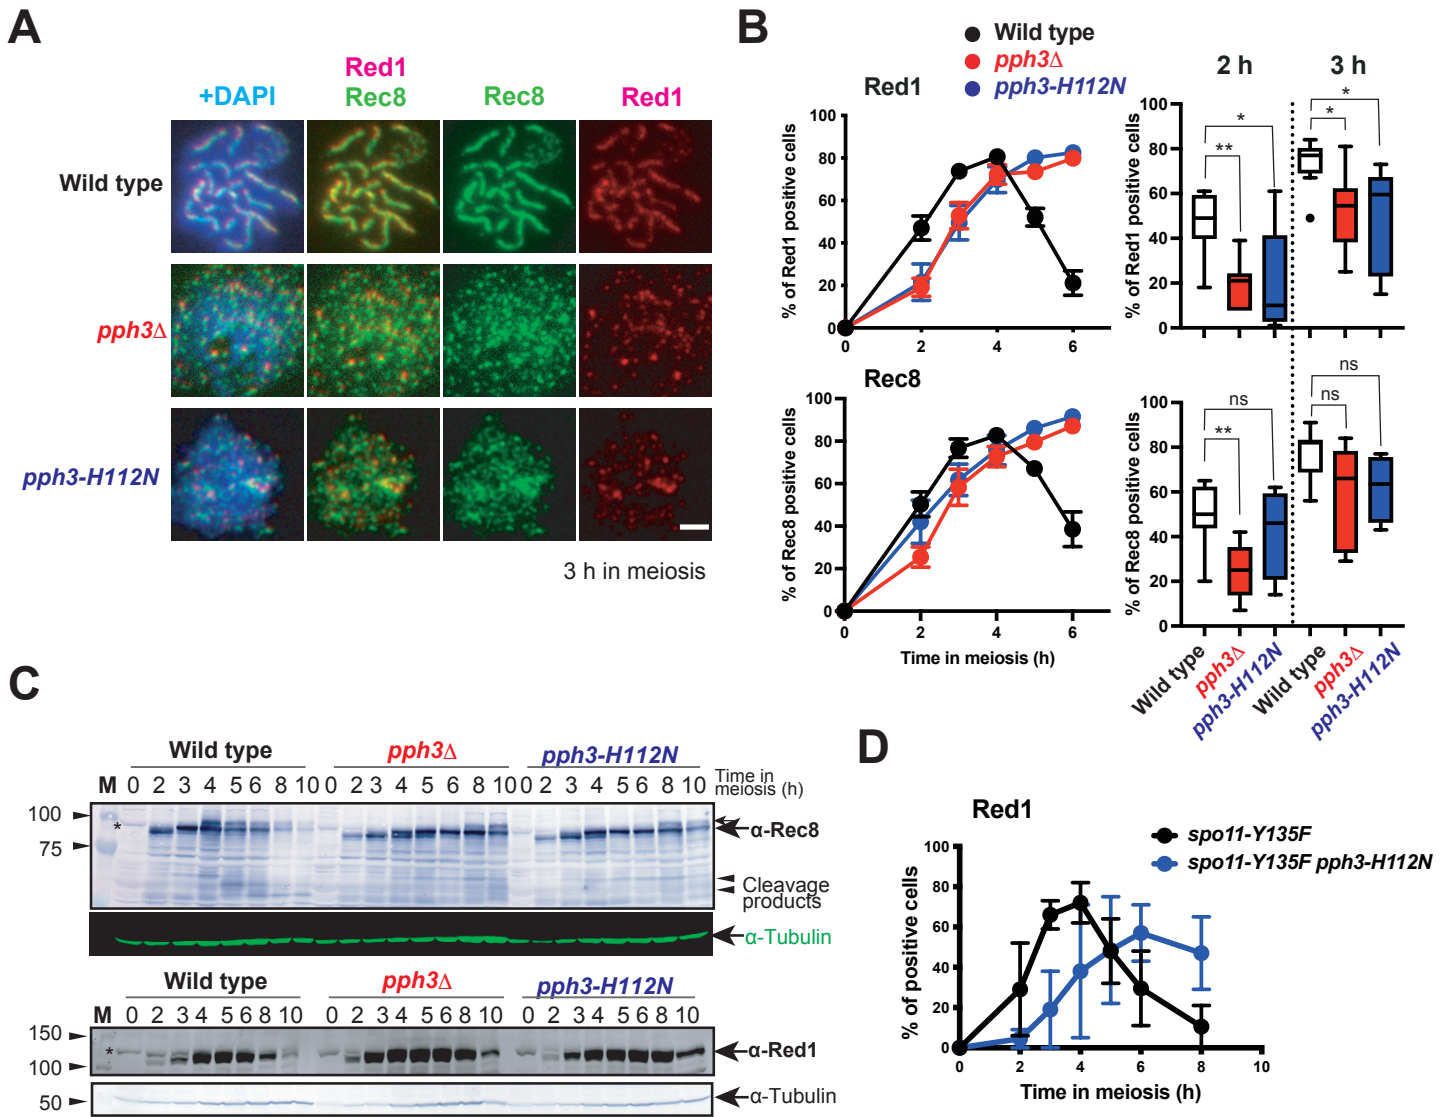 A
Red1
+DAPI Rec8 Rec8 Red1
Wild type
pph3Δ
pph3-H112N
3 h in meiosis
B
Wild type
pph3Δ
pph3-H112N
Red1
% of Red1 positive cells
100
80
60
40
20
0
0 2 4 6
2 h 3 h
% of Red1 positive cells
100
80
60
40
20
0
* ** * *
Rec8
% of Rec8 positive cells
100
80
60
40
20
0
0 2 4 6
Time in meiosis (h)
% of Rec8 positive cells
100
80
60
40
20
0
ns ** ns ns
Wild type
pph3Δ
pph3-H112N
Wild type
pph3Δ
pph3-H112N
C
Wild type pph3Δ pph3-H112N
M 0 2 3 4 5 6 8 10 0 2 3 4 5 6 8 10 0 2 3 4 5 6 8 10 Time in
meiosis (h)
100
*
α-Rec8
75
Cleavage
products
α-Tubulin
Wild type pph3Δ pph3-H112N
M 0 2 3 4 5 6 8 10 0 2 3 4 5 6 8 10 0 2 3 4 5 6 8 10
150
*
α-Red1
100
50
α-Tubulin
D
Red1
spo11-Y135F
spo11-Y135F pph3-H112N
% of positive cells
100
80
60
40
20
0
0 2 4 6 8 10
Time in meiosis (h)